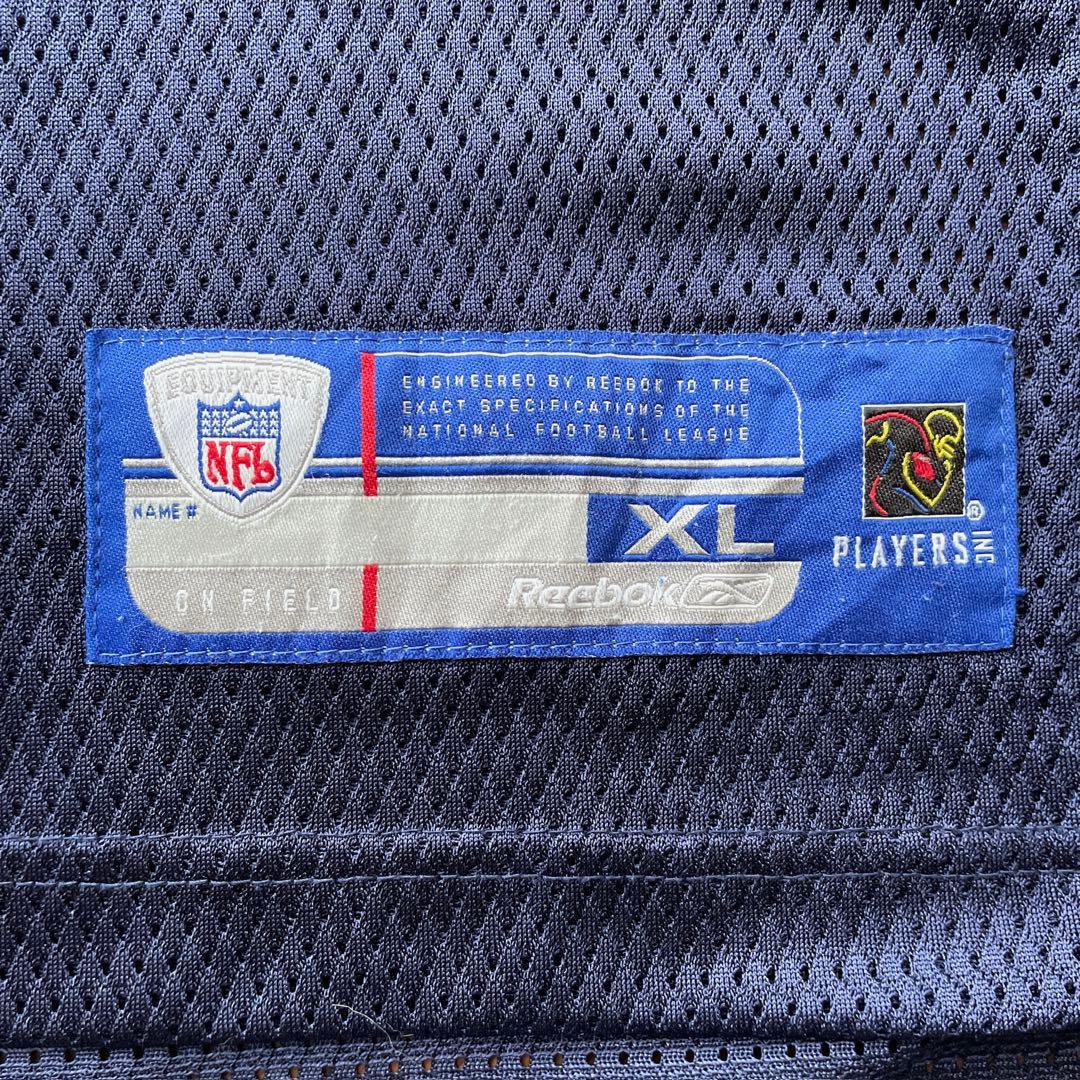 EQUIPMENT
NFL
ENGINEERED BY REEBOK TO THE
EXACT SPECIFICATIONS OF THE
NATIONAL FOOTBALL LEAGUE
NAME #
XL
ON FIELD
Reebok
PLAYERS INC
®